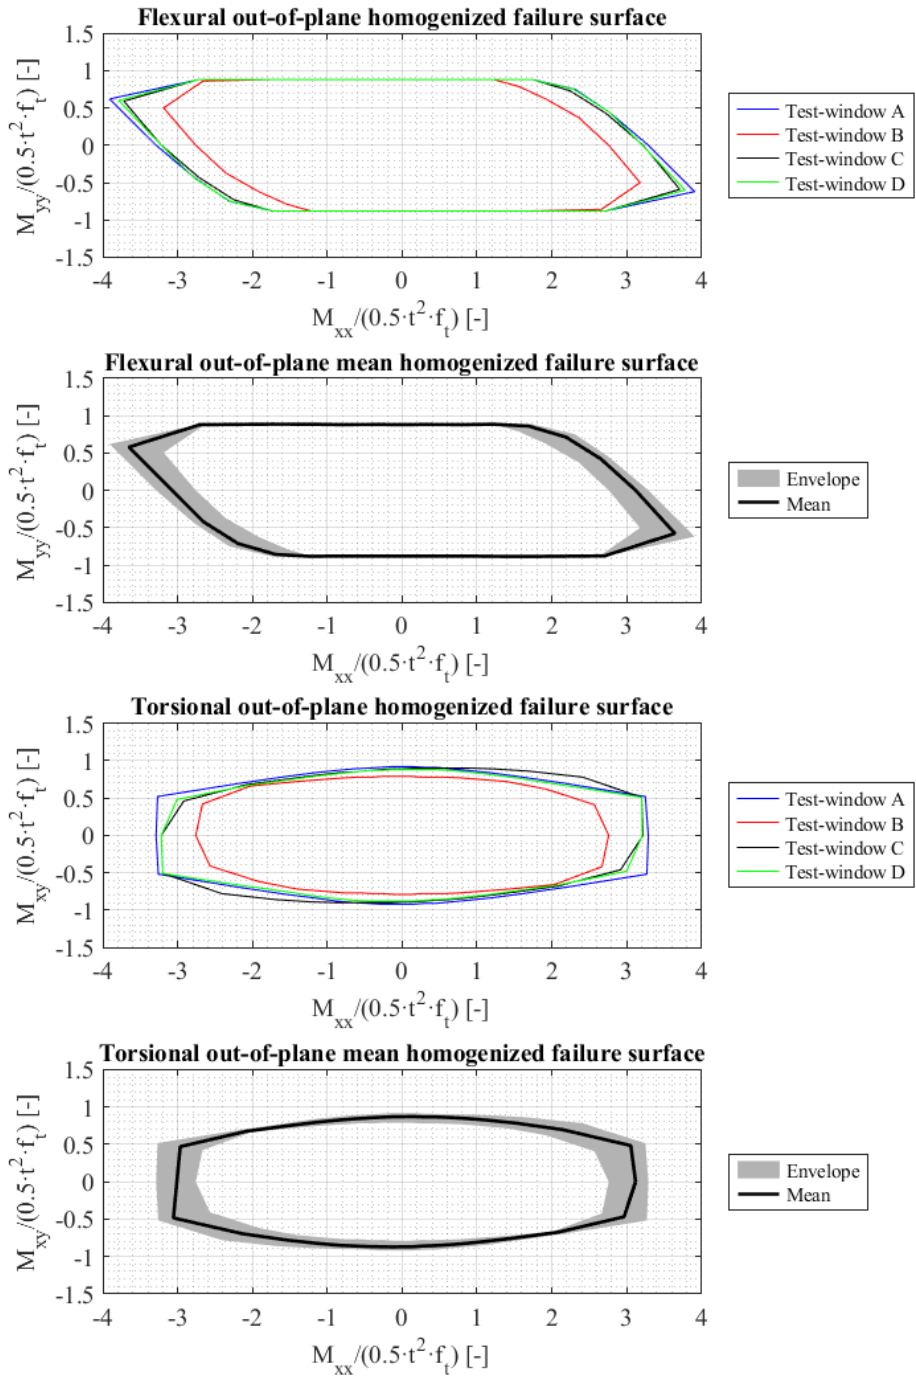 Flexural out-of-plane homogenized failure surface
1.5
1
0.5
0
-0.5
-1
-1.5
M_yy/(0.5·t²·f_t) [-]
-4 -3 -2 -1 0 1 2 3 4
M_xx/(0.5·t²·f_t) [-]
Test-window A
Test-window B
Test-window C
Test-window D
Flexural out-of-plane mean homogenized failure surface
1.5
1
0.5
0
-0.5
-1
-1.5
M_yy/(0.5·t²·f_t) [-]
-4 -3 -2 -1 0 1 2 3 4
M_xx/(0.5·t²·f_t) [-]
Envelope
Mean
Torsional out-of-plane homogenized failure surface
1.5
1
0.5
0
-0.5
-1
-1.5
M_xy/(0.5·t²·f_t) [-]
-4 -3 -2 -1 0 1 2 3 4
M_xx/(0.5·t²·f_t) [-]
Test-window A
Test-window B
Test-window C
Test-window D
Torsional out-of-plane mean homogenized failure surface
1.5
1
0.5
0
-0.5
-1
-1.5
M_xy/(0.5·t²·f_t) [-]
-4 -3 -2 -1 0 1 2 3 4
M_xx/(0.5·t²·f_t) [-]
Envelope
Mean